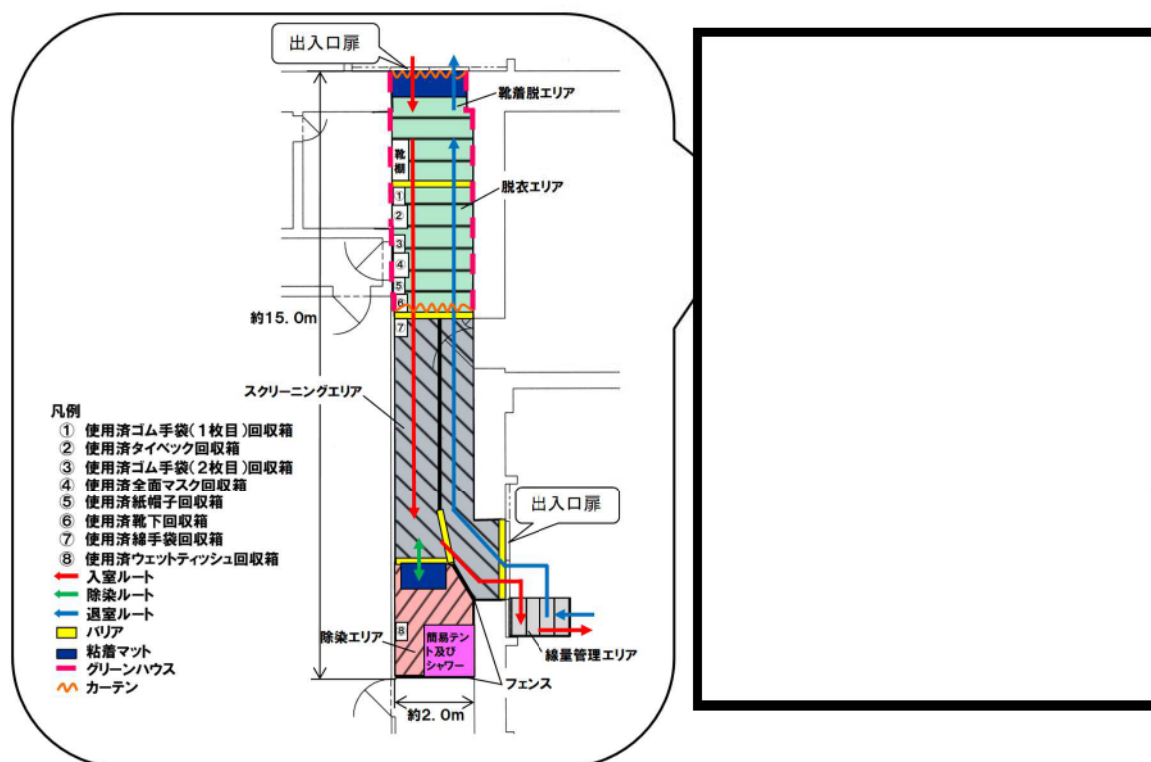 出入口扉
靴着脱エリア
靴棚
脱衣エリア
①
②
③
④
⑤
⑥
⑦
約15.0m
スクリーニングエリア
凡例
① 使用済ゴム手袋(1枚目)回収箱
② 使用済タイベック回収箱
③ 使用済ゴム手袋(2枚目)回収箱
④ 使用済全面マスク回収箱
⑤ 使用済紙帽子回収箱
⑥ 使用済靴下回収箱
⑦ 使用済綿手袋回収箱
⑧ 使用済ウェットティッシュ回収箱
入室ルート
除染ルート
退室ルート
バリア
粘着マット
グリーンハウス
カーテン
出入口扉
⑧
除染エリア
簡易テン
ト及び
シャワー
線量管理エリア
フェンス
約2.0m